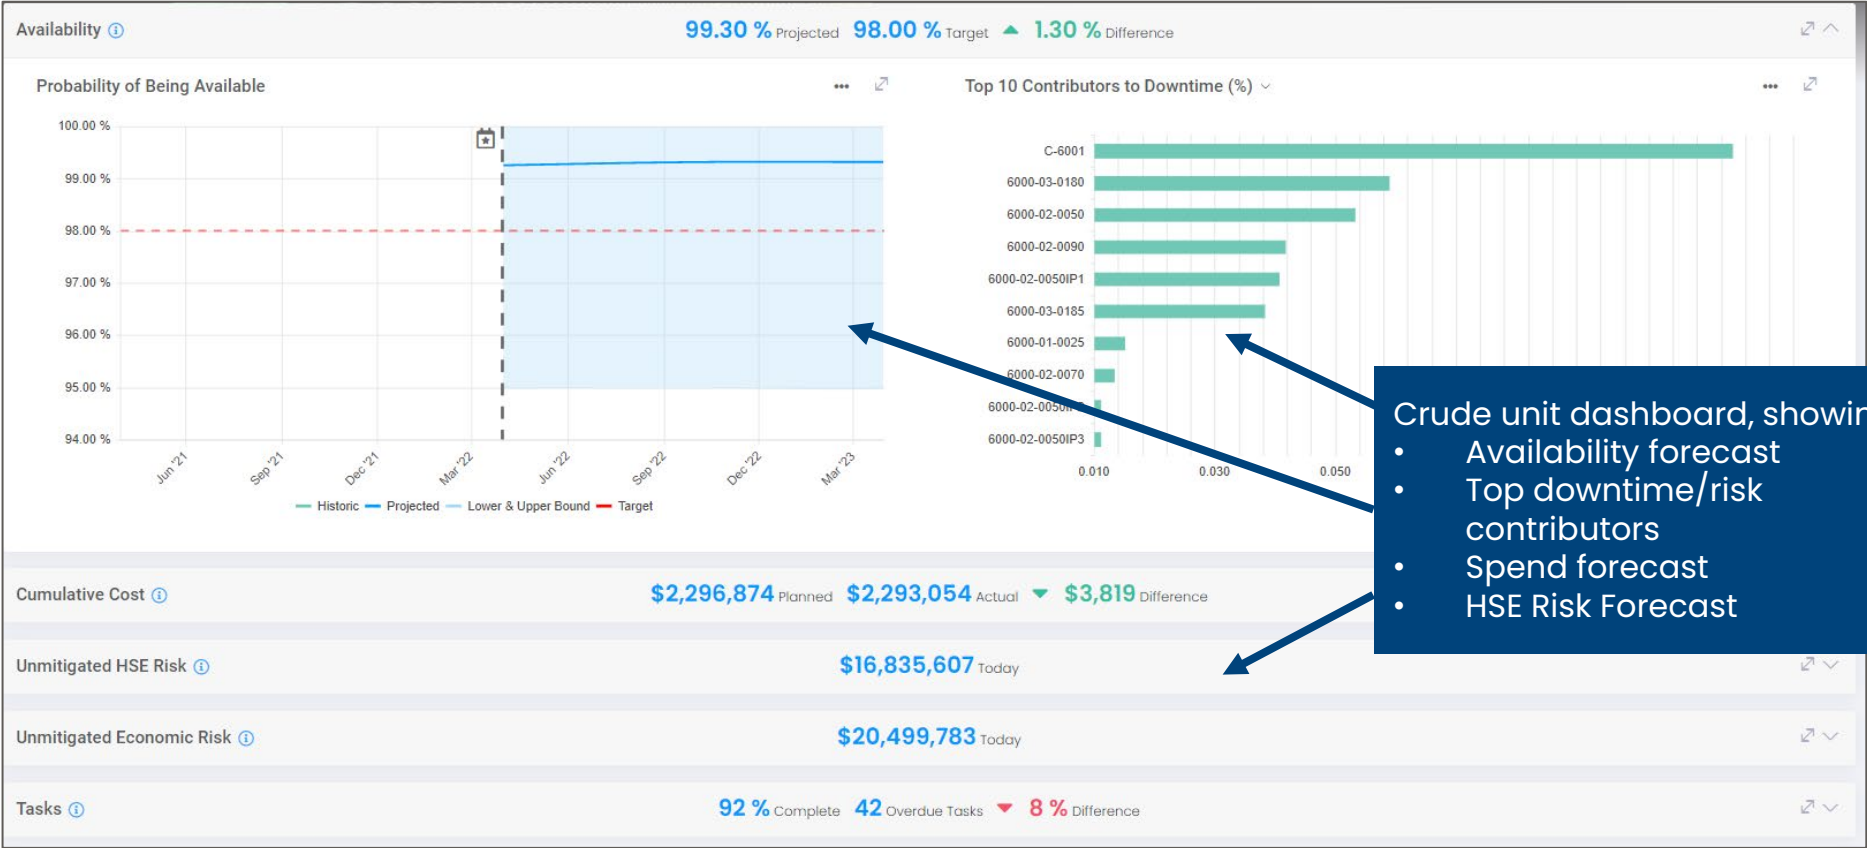 Availability
99.30 % Projected 98.00 % Target 1.30 % Difference
Probability of Being Available
100.00 %
99.00 %
98.00 %
97.00 %
96.00 %
95.00 %
94.00 %
Jun '21
Sep '21
Dec '21
Mar '22
Jun '22
Sep '22
Dec '22
Mar '23
Historic Projected Lower & Upper Bound Target
Top 10 Contributors to Downtime (%)
C-6001
6000-03-0180
6000-02-0050
6000-02-0090
6000-02-0050IP1
6000-03-0185
6000-01-0025
6000-02-0070
6000-02-0050IP3
0.010 0.030 0.050
Crude unit dashboard,
• Availability forecast
• Top downtime/risk
contributors
• Spend forecast
• HSE Risk Forecast
Cumulative Cost
$2,296,874 Planned $2,293,054 Actual $3,819 Difference
Unmitigated HSE Risk
$16,835,607 Today
Unmitigated Economic Risk
$20,499,783 Today
Tasks
92 % Complete 42 Overdue Tasks 8 % Difference